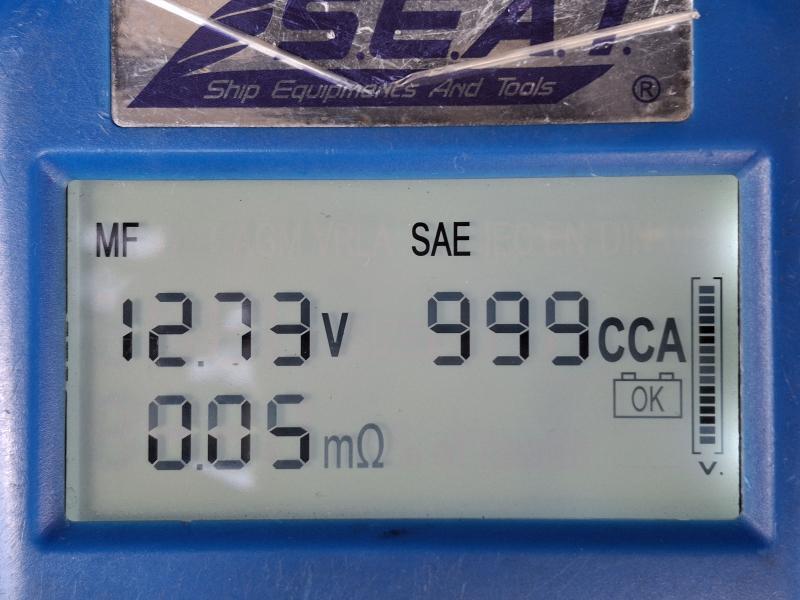 S.E.A.T.
Ship Equipments And Tools ®
MF SAE
12.73V 999CCA
OK
0.05mΩ
V.